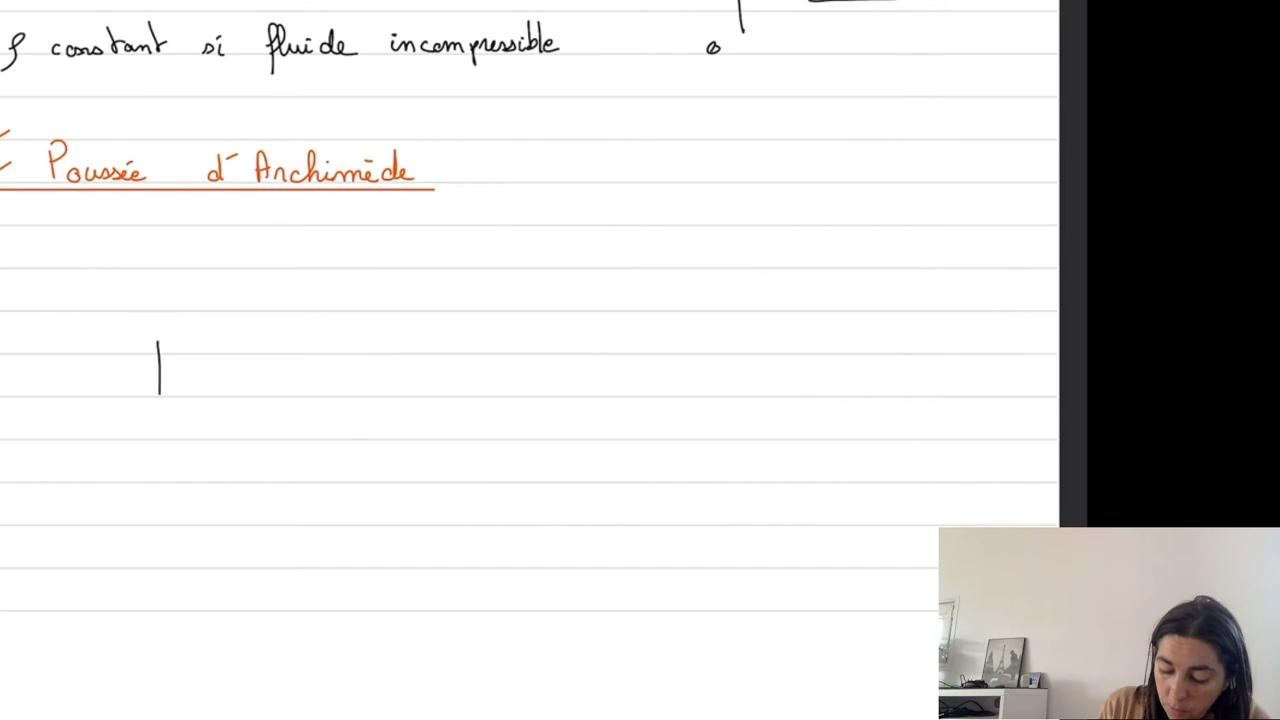 ρ constant si fluide incompressible
o
Poussée d'Archimède